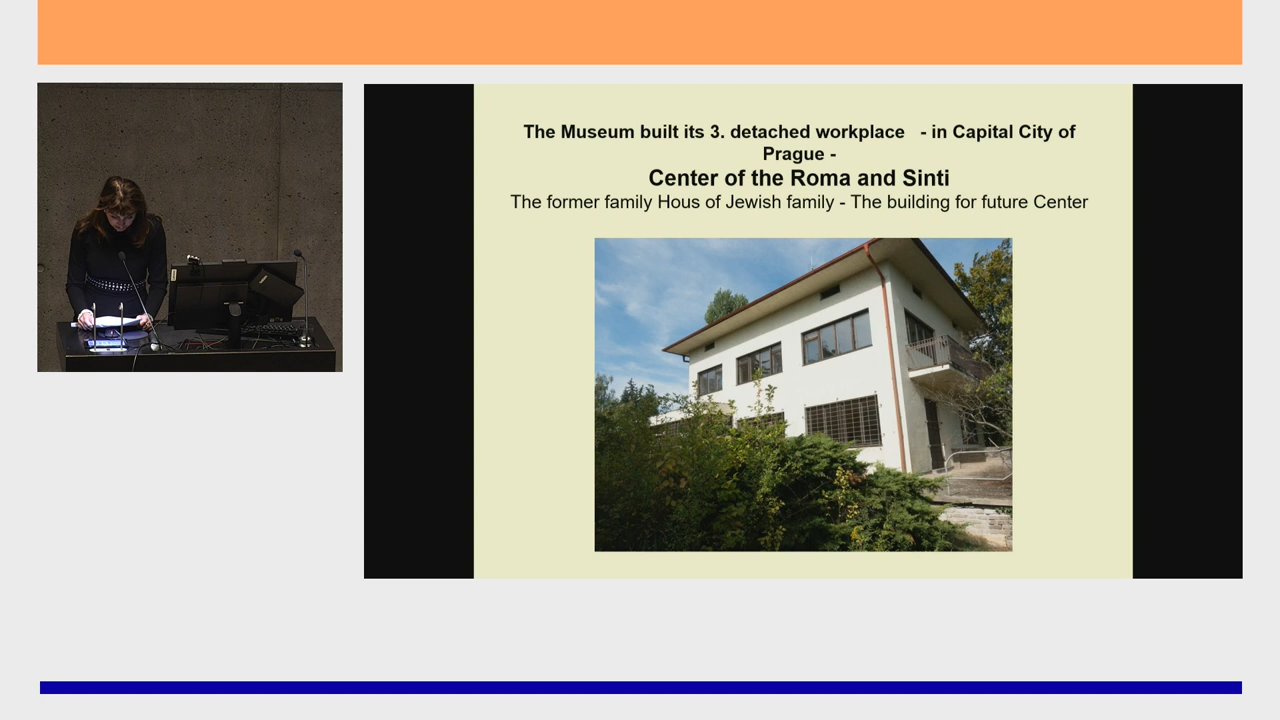 The Museum built its 3. detached workplace - in Capital City of
Prague -
Center of the Roma and Sinti
The former family Hous of Jewish family - The building for future Center